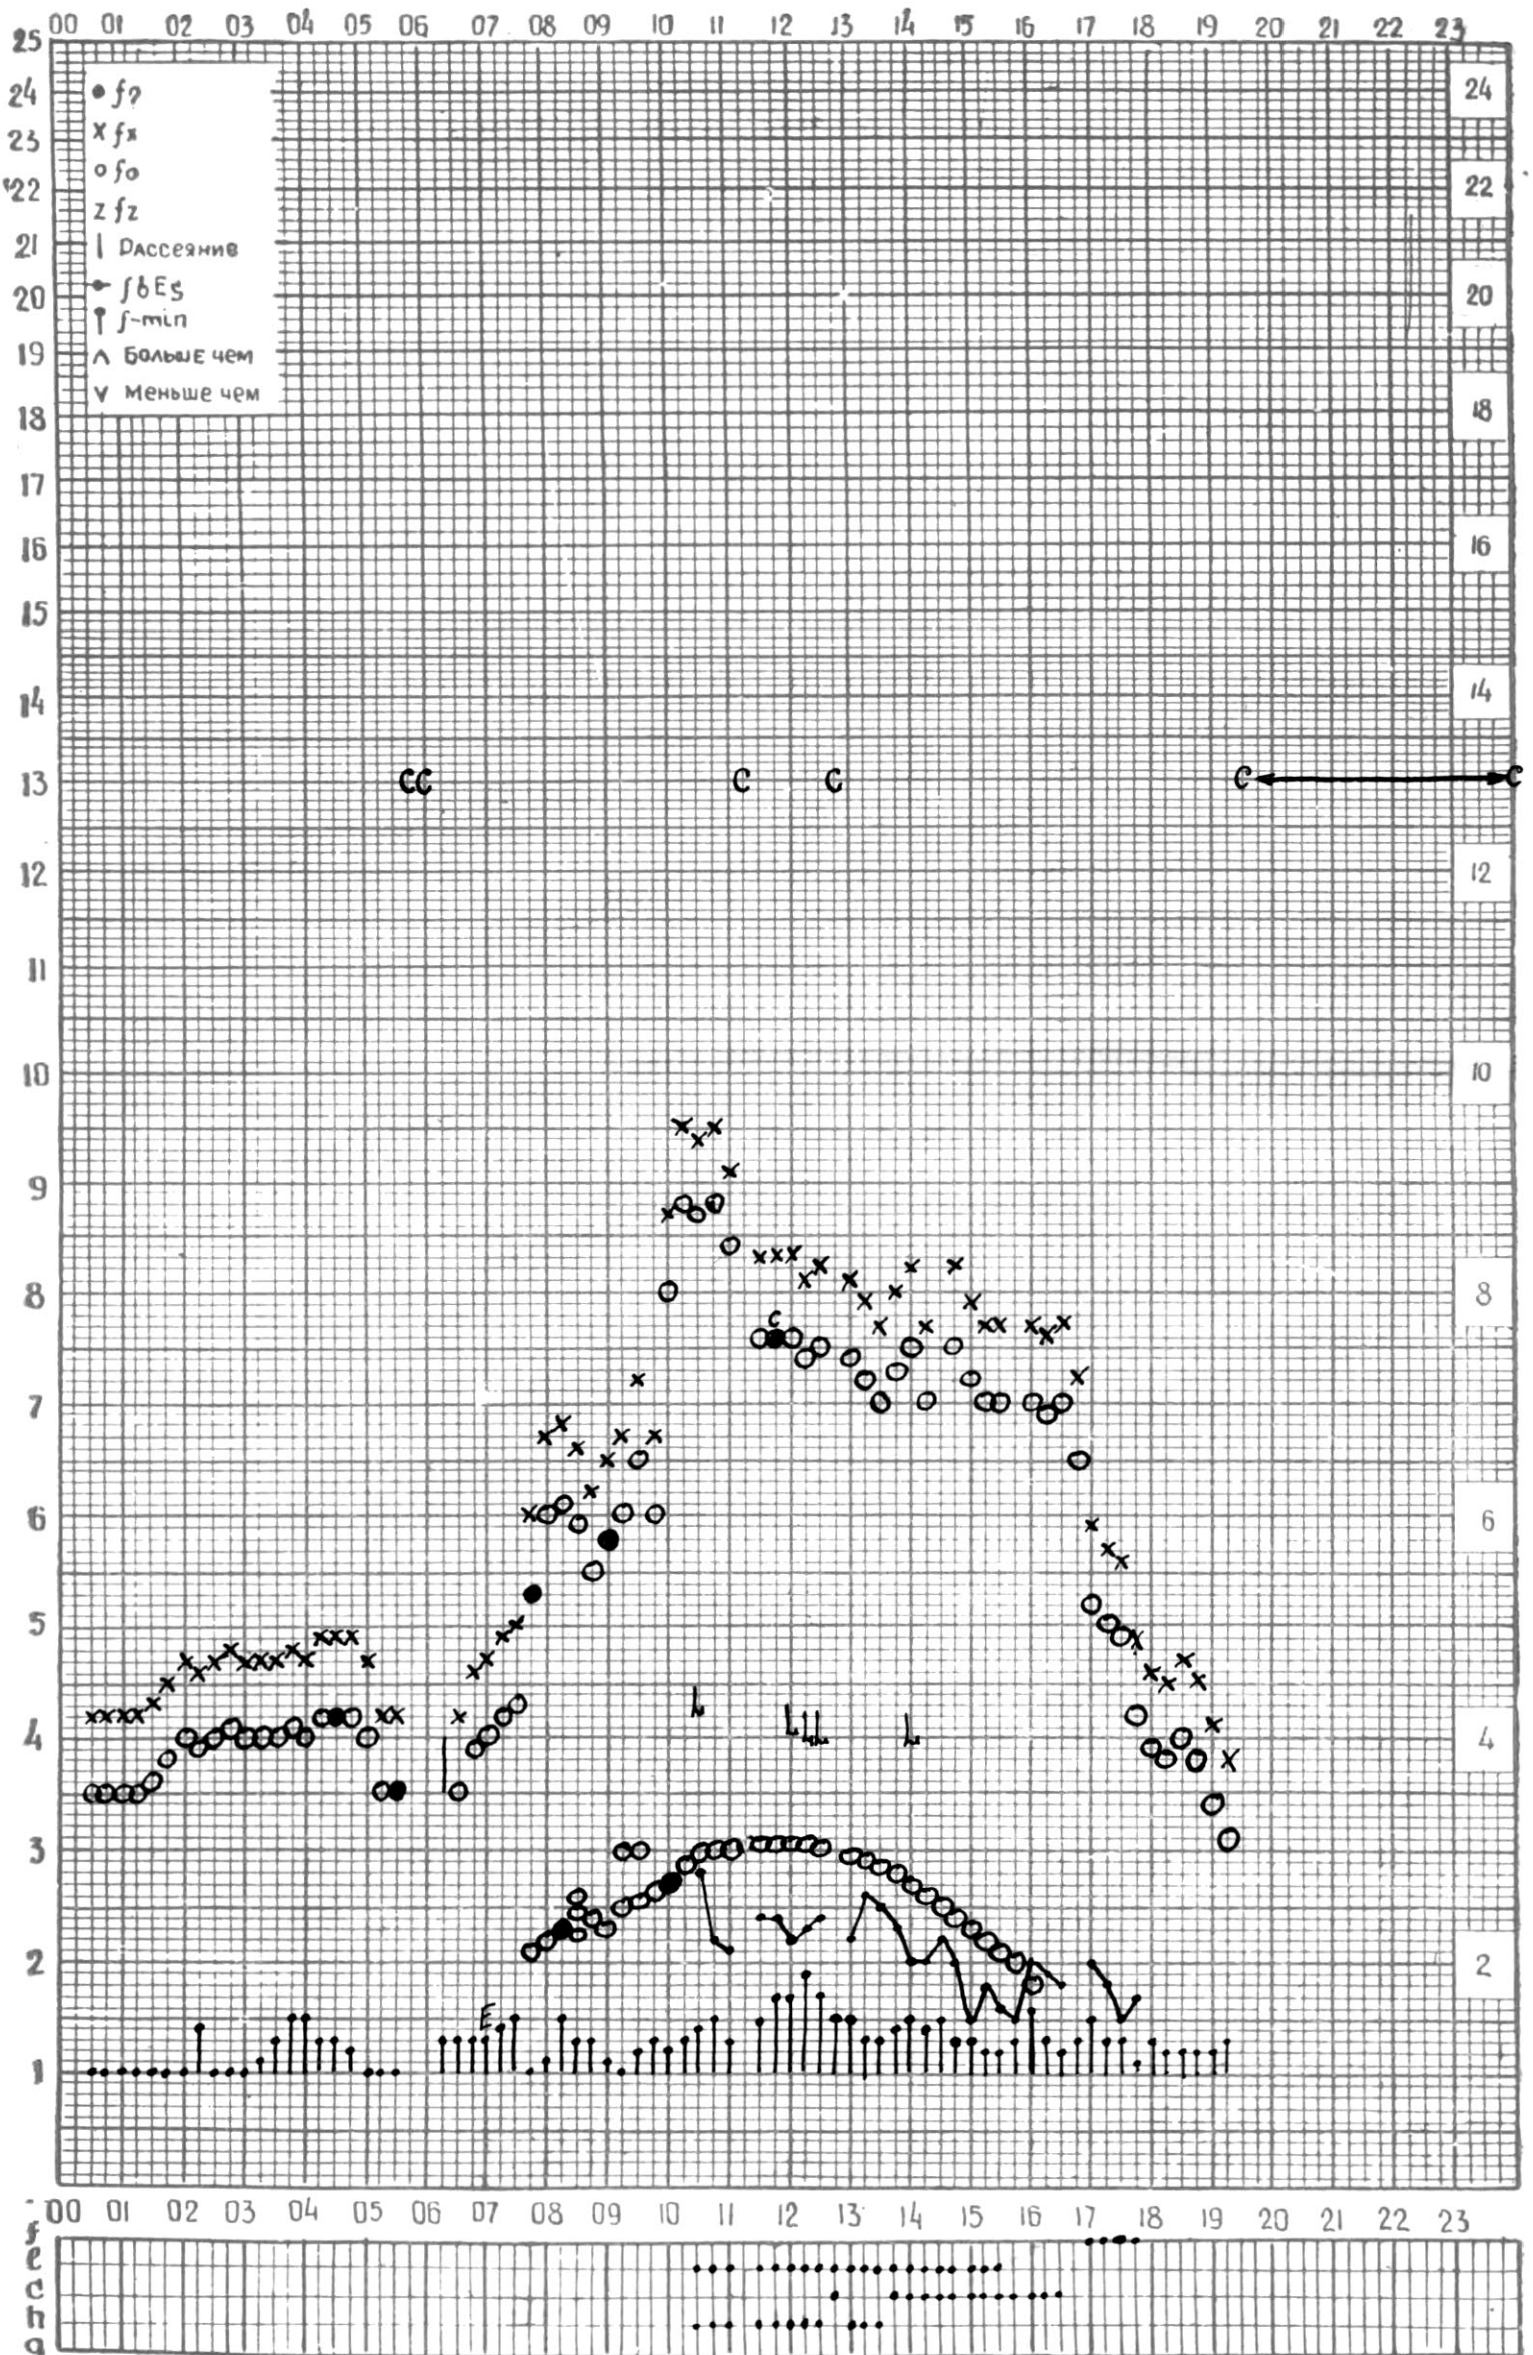 00 01 02 03 04 05 06 07 08 09 10 11 12 13 14 15 16 17 18 19 20 21 22 23
25
24 24
● f?
23
x fx
o fo
22 22
z fz
21
| Рассеянив
● fbEs
20 20
f-min
19
∧ Больше чем
∨ Меньше чем
18 18
17
16 16
15
14 14
13 C C C C C C
12 12
11
10 10
9
8 8
C
7
6 6
5
4 4
L L L L L
3
2 2
E
1
00 01 02 03 04 05 06 07 08 09 10 11 12 13 14 15 16 17 18 19 20 21 22 23
f
l
c
h